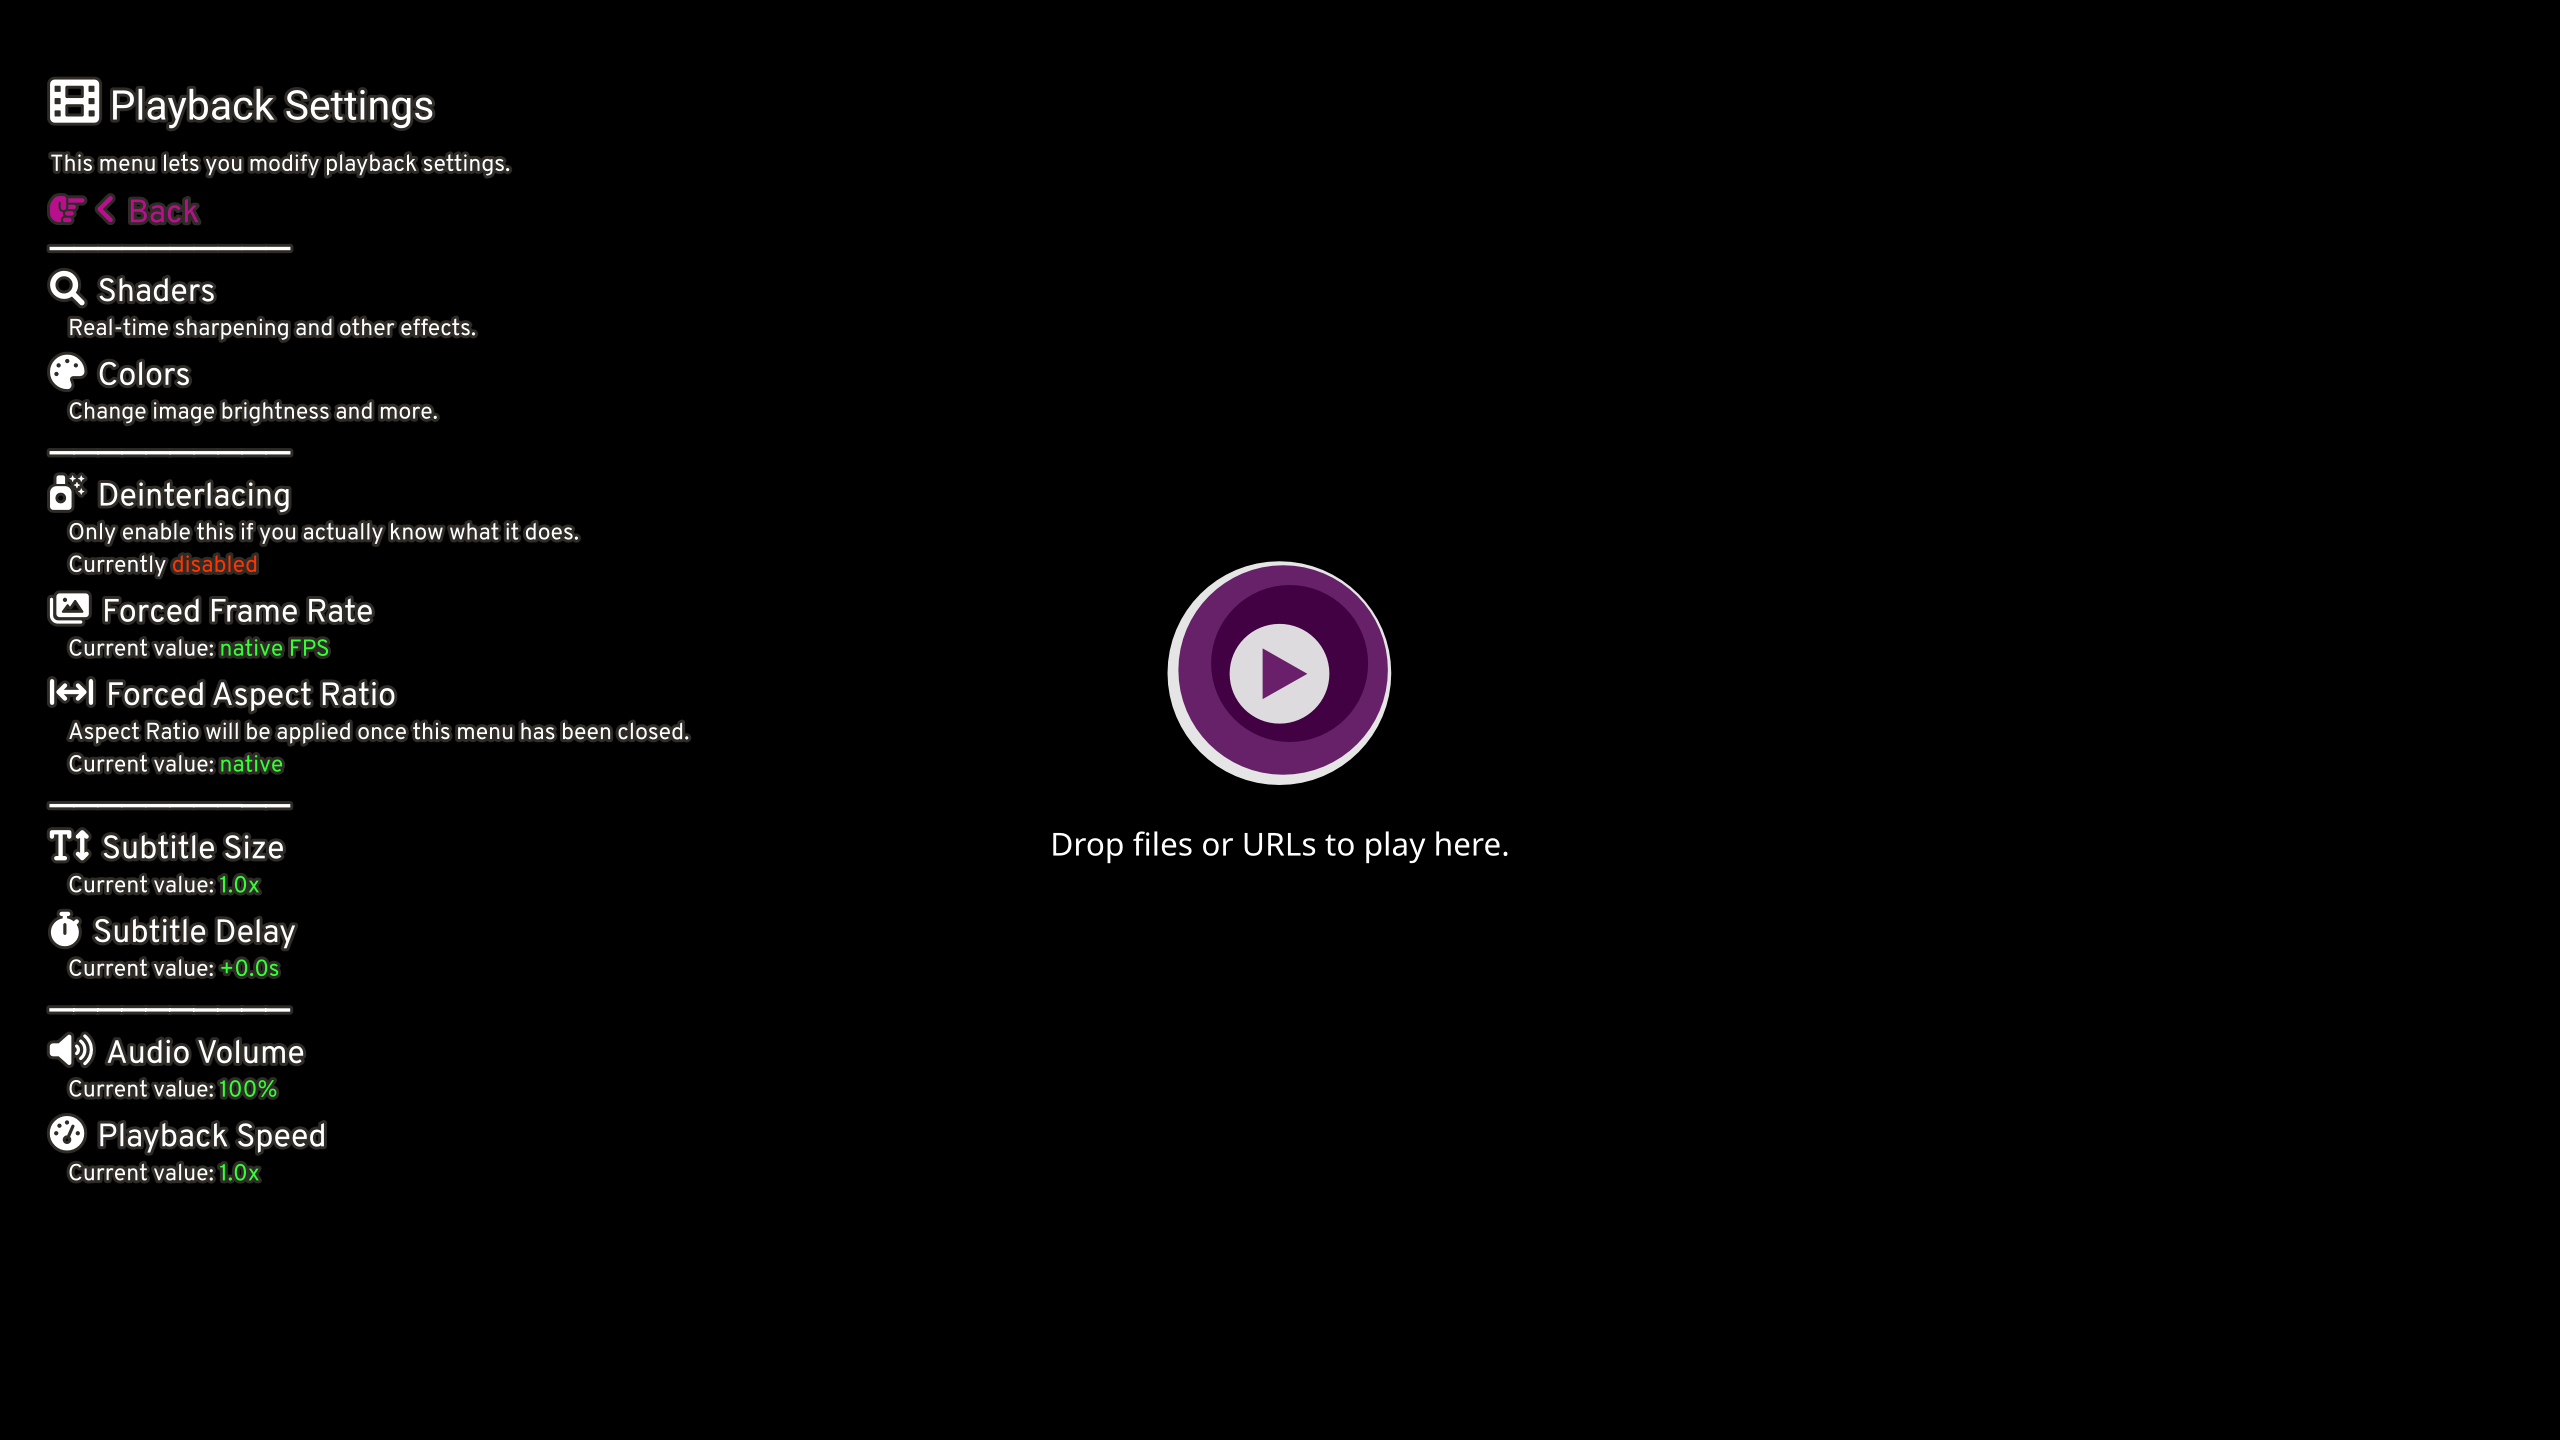 Playback Settings
This menu lets you modify playback settings.
Back
Shaders
Real-time sharpening and other effects.
Colors
Change image brightness and more.
Deinterlacing
Only enable this if you actually know what it does.
Currently disabled
Forced Frame Rate
Current value: native FPS
Forced Aspect Ratio
Aspect Ratio will be applied once this menu has been closed.
Current value: native
Subtitle Size
Current value: 1.0x
Subtitle Delay
Current value: +0.0s
Audio Volume
Current value: 100%
Playback Speed
Current value: 1.0x
Drop files or URLs to play here.